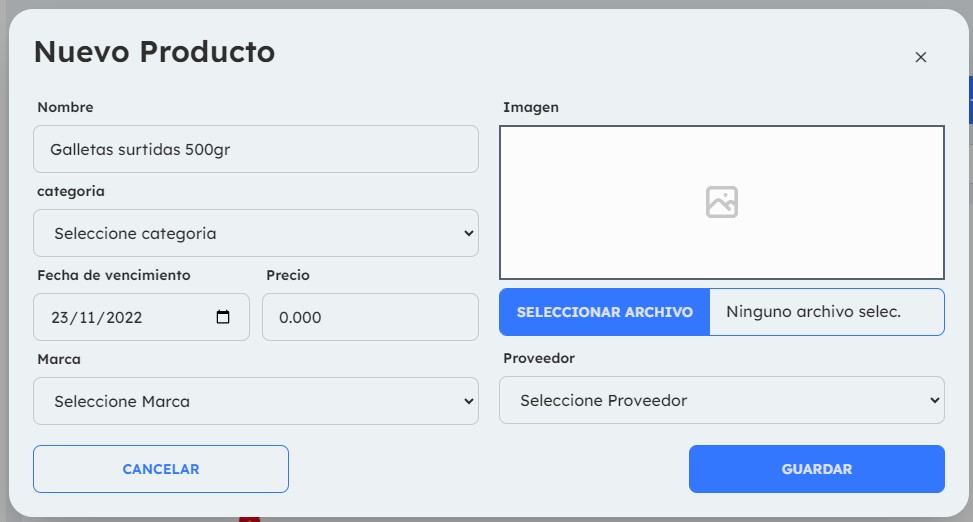 Nuevo Producto
×
Nombre
Galletas surtidas 500gr
categoria
Seleccione categoria
Fecha de vencimiento
23/11/2022
Precio
0.000
Marca
Seleccione Marca
Imagen
SELECCIONAR ARCHIVO
Ninguno archivo selec.
Proveedor
Seleccione Proveedor
CANCELAR
GUARDAR